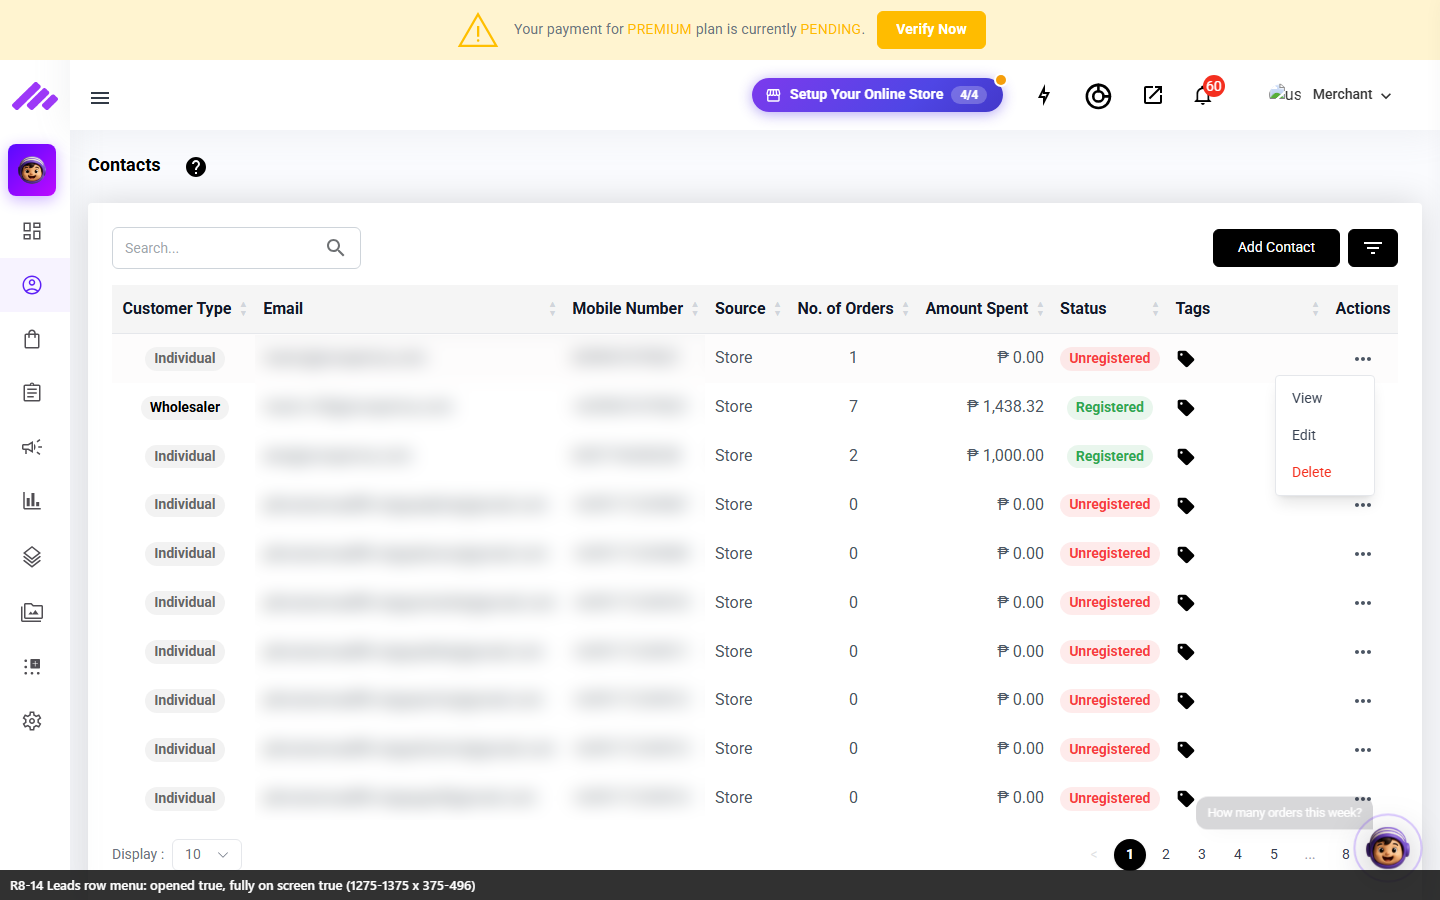 Your payment for PREMIUM plan is currently PENDING. Verify Now
Setup Your Online Store 4/4
60
us Merchant
Contacts ?
Search...
Add Contact
Customer Type Email Mobile Number Source No. of Orders Amount Spent Status Tags Actions
Individual Store 1 ₱ 0.00 Unregistered
Wholesaler Store 7 ₱ 1,438.32 Registered
Individual Store 2 ₱ 1,000.00 Registered
Individual Store 0 ₱ 0.00 Unregistered
Individual Store 0 ₱ 0.00 Unregistered
Individual Store 0 ₱ 0.00 Unregistered
Individual Store 0 ₱ 0.00 Unregistered
Individual Store 0 ₱ 0.00 Unregistered
Individual Store 0 ₱ 0.00 Unregistered
Individual Store 0 ₱ 0.00 Unregistered
View
Edit
Delete
How many orders this week?
Display : 10 < 1 2 3 4 5 ... 8
R8-14 Leads row menu: opened true, fully on screen true (1275-1375 x 375-496)